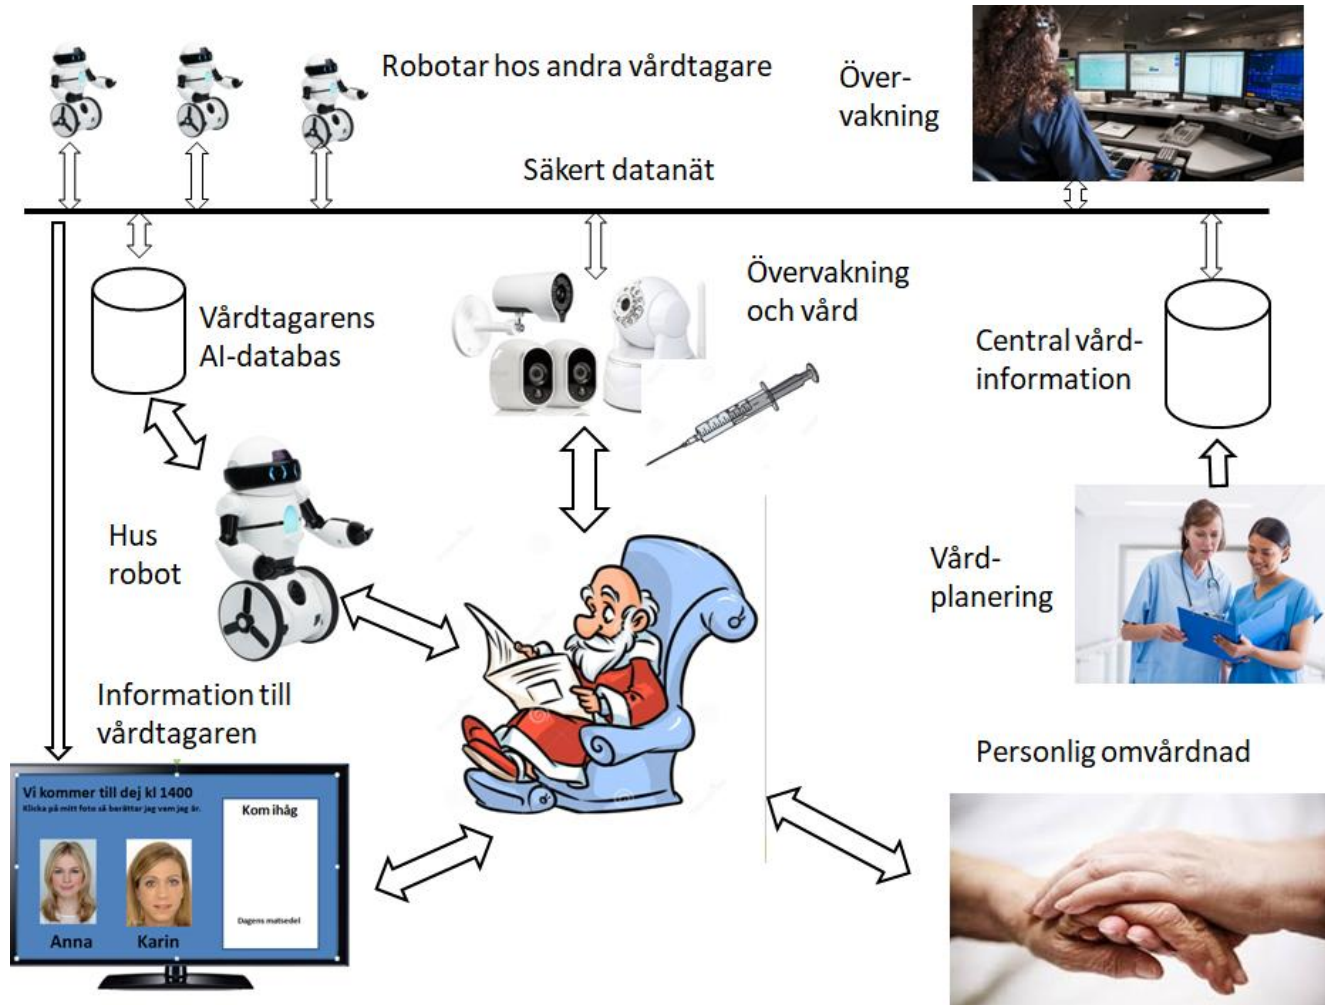 Robotar hos andra vårdtagare
Över-
vakning
Säkert datanät
Övervakning
och vård
Vårdtagarens
AI-databas
Central vård-
information
Hus
robot
Vård-
planering
Information till
vårdtagaren
Personlig omvårdnad
Vi kommer till dej kl 1400
Klicka på mitt foto så berättar jag vem jag är.
Kom ihåg
Dagens matsedel
Anna
Karin